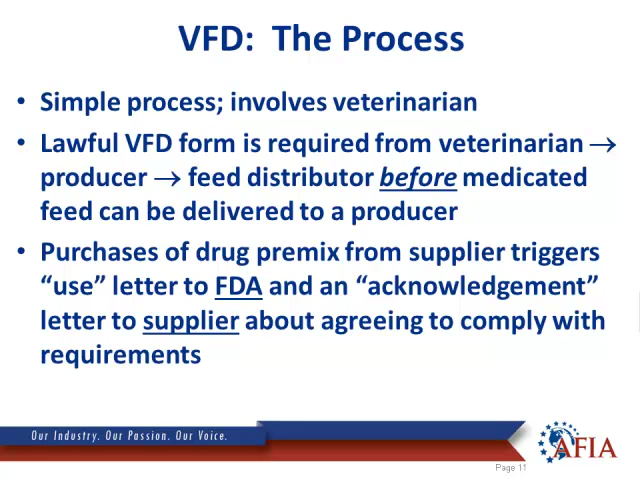 VFD:  The Process
• Simple process; involves veterinarian
• Lawful VFD form is required from veterinarian →
producer → feed distributor before medicated
feed can be delivered to a producer
• Purchases of drug premix from supplier triggers
“use” letter to FDA and an “acknowledgement”
letter to supplier about agreeing to comply with
requirements
Our Industry. Our Passion. Our Voice.
AFIA
Page 11